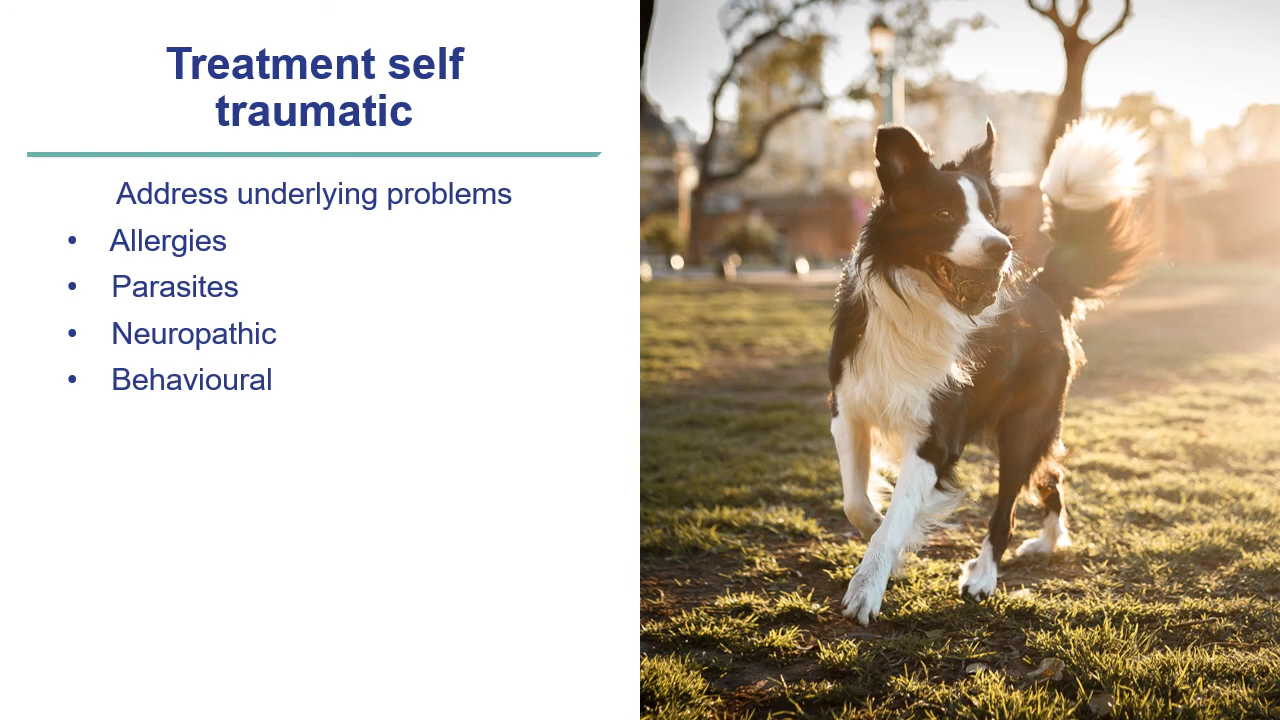 Treatment self
traumatic
Address underlying problems
• Allergies
• Parasites
• Neuropathic
• Behavioural